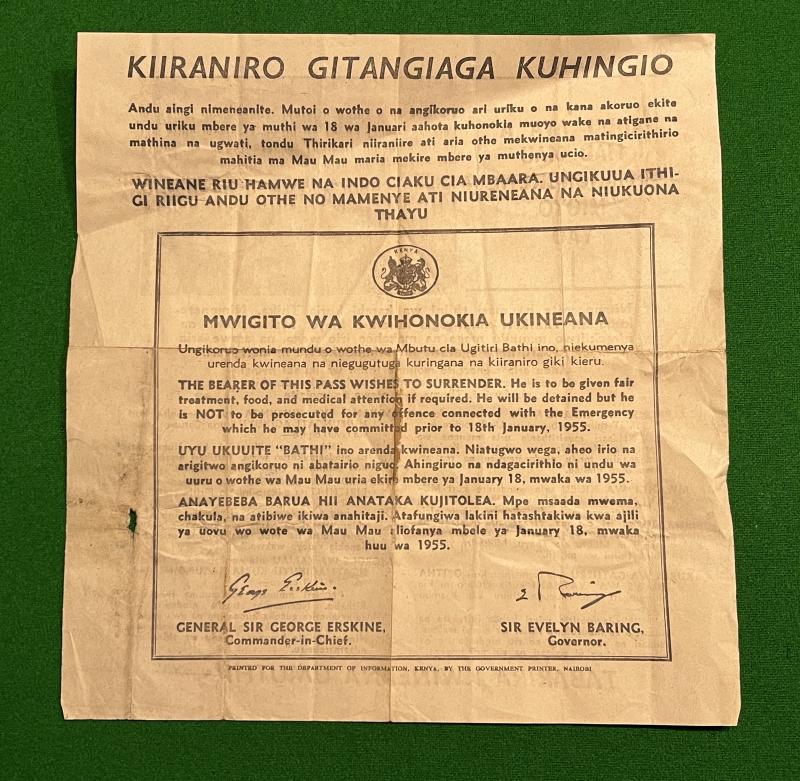 KIIRANIRO GITANGIAGA KUHINGIO
Andu aingi nimeneanite. Mutoi o wothe o na angikoruo ari uriku o na kana akoruo ekite
undu uriku mbere ya muthi wa 18 wa Januari aahota kuhonokia muoyo wake na atigane na
mathina na ugwati, tondu Thirikari niiraniire ati aria othe mekwineana matingicirithirio
mahitia ma Mau Mau maria mekire mbere ya muthenya ucio.
WINEANE RIU HAMWE NA INDO CIAKU CIA MBAARA. UNGIKUUA ITHI-
GI RIIGU ANDU OTHE NO MAMENYE ATI NIURENEANA NA NIUKUONA
THAYU
KENYA
MWIGITO WA KWIHONOKIA UKINEANA
Ungikoruo wonia mundu o wothe wa Mbutu cia Ugitiri Bathi ino, niekumenya
urenda kwineana na niegugutuga kuringana na kiiraniro giki kieru.
THE BEARER OF THIS PASS WISHES TO SURRENDER. He is to be given fair
treatment, food, and medical attention if required. He will be detained but he
is NOT to be prosecuted for any offence connected with the Emergency
which he may have committed prior to 18th January, 1955.
UYU UKUUITE "BATHI" ino arenda kwineana. Niatugwo wega, aheo irio na
arigitwo angikoruo ni abatairio niguo. Ahingiruo na ndagacirithio ni undu wa
uuru o wothe wa Mau Mau uria ekire mbere ya January 18, mwaka wa 1955.
ANAYEBEBA BARUA HII ANATAKA KUJITOLEA. Mpe msaada mwema,
chakula, na atibiwe ikiwa anahitaji. Atafungiwa lakini hatashtakiwa kwa ajili
ya uovu wo wote wa Mau Mau aliofanya mbele ya January 18, mwaka
huu wa 1955.
George Erskine.
E Baring
GENERAL SIR GEORGE ERSKINE,
Commander-in-Chief.
SIR EVELYN BARING,
Governor.
PRINTED FOR THE DEPARTMENT OF INFORMATION, KENYA, BY THE GOVERNMENT PRINTER, NAIROBI